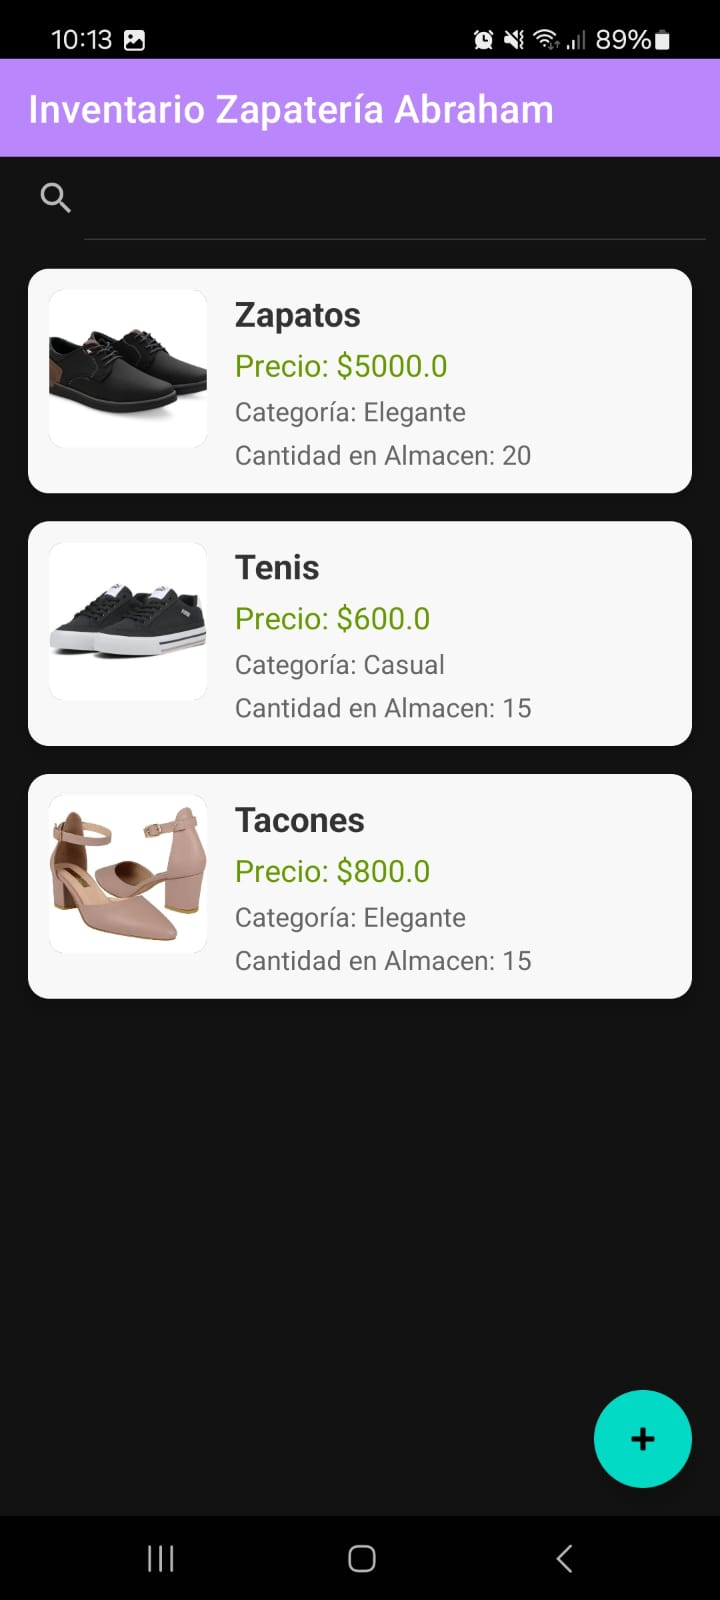 10:13 89%
Inventario Zapatería Abraham
Zapatos
Precio: $5000.0
Categoría: Elegante
Cantidad en Almacen: 20
Tenis
Precio: $600.0
Categoría: Casual
Cantidad en Almacen: 15
Tacones
Precio: $800.0
Categoría: Elegante
Cantidad en Almacen: 15
+